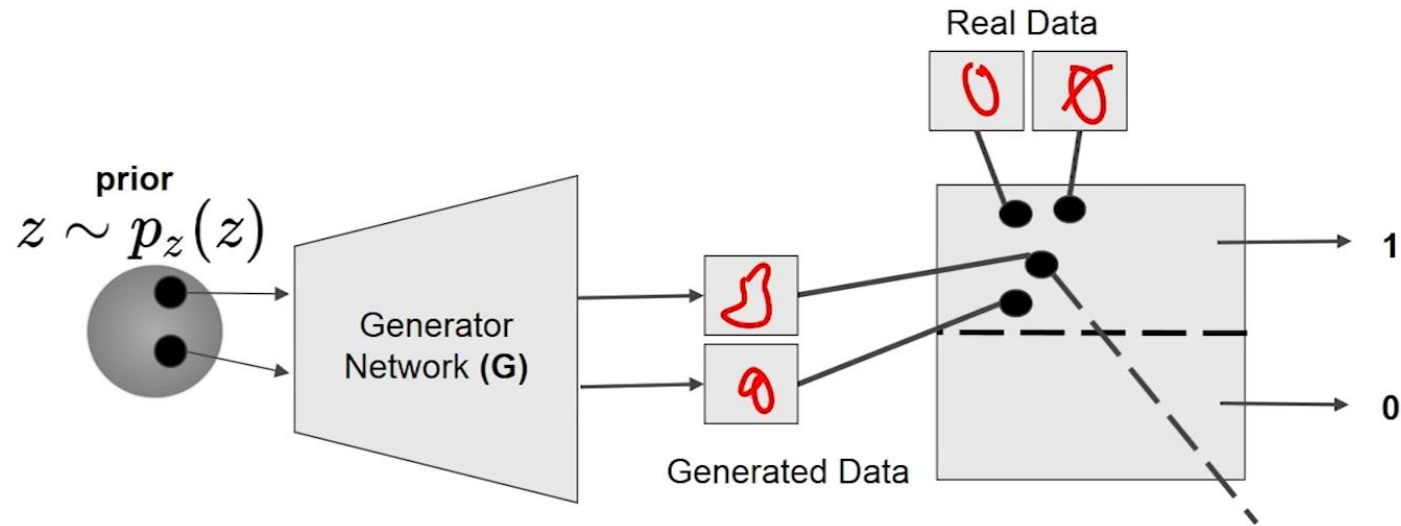 Real Data
prior
z ∼ p_z(z)
1
Generator
Network (G)
0
Generated Data